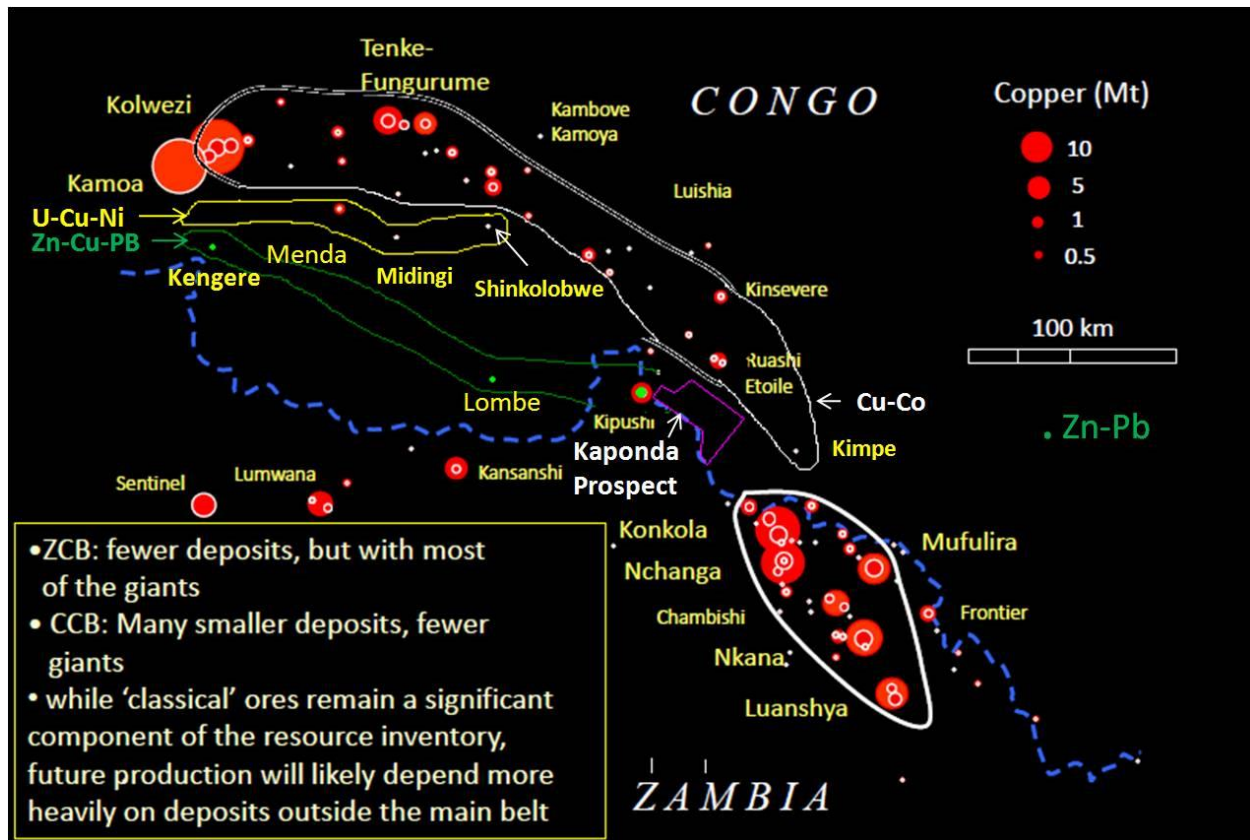 Tenke-
Fungurume
Kolwezi
Kambove
Kamoya
CONGO
Copper (Mt)
10
5
1
0.5
Kamoa
Luishia
U-Cu-Ni
Zn-Cu-PB
Menda
Kengere
Midingi
Shinkolobwe
Kinsevere
100 km
Ruashi
Etoile
Lombe
Cu-Co
Kipushi
Zn-Pb
Kaponda
Prospect
Kimpe
Sentinel
Lumwana
Kansanshi
•ZCB: fewer deposits, but with most
of the giants
• CCB: Many smaller deposits, fewer
giants
• while ‘classical’ ores remain a significant
component of the resource inventory,
future production will likely depend more
heavily on deposits outside the main belt
Konkola
Mufulira
Nchanga
Chambishi
Frontier
Nkana
Luanshya
ZAMBIA